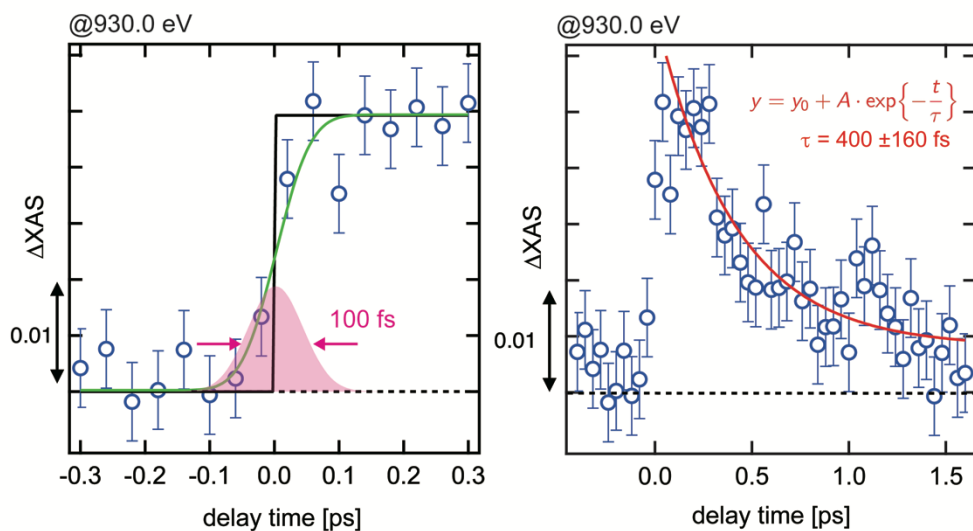 @930.0 eV
ΔXAS
0.01
100 fs
-0.3 -0.2 -0.1 0.0 0.1 0.2 0.3
delay time [ps]
@930.0 eV
y = y₀ + A · exp{-t/τ}
τ = 400 ±160 fs
ΔXAS
0.01
0.0 0.5 1.0 1.5
delay time [ps]